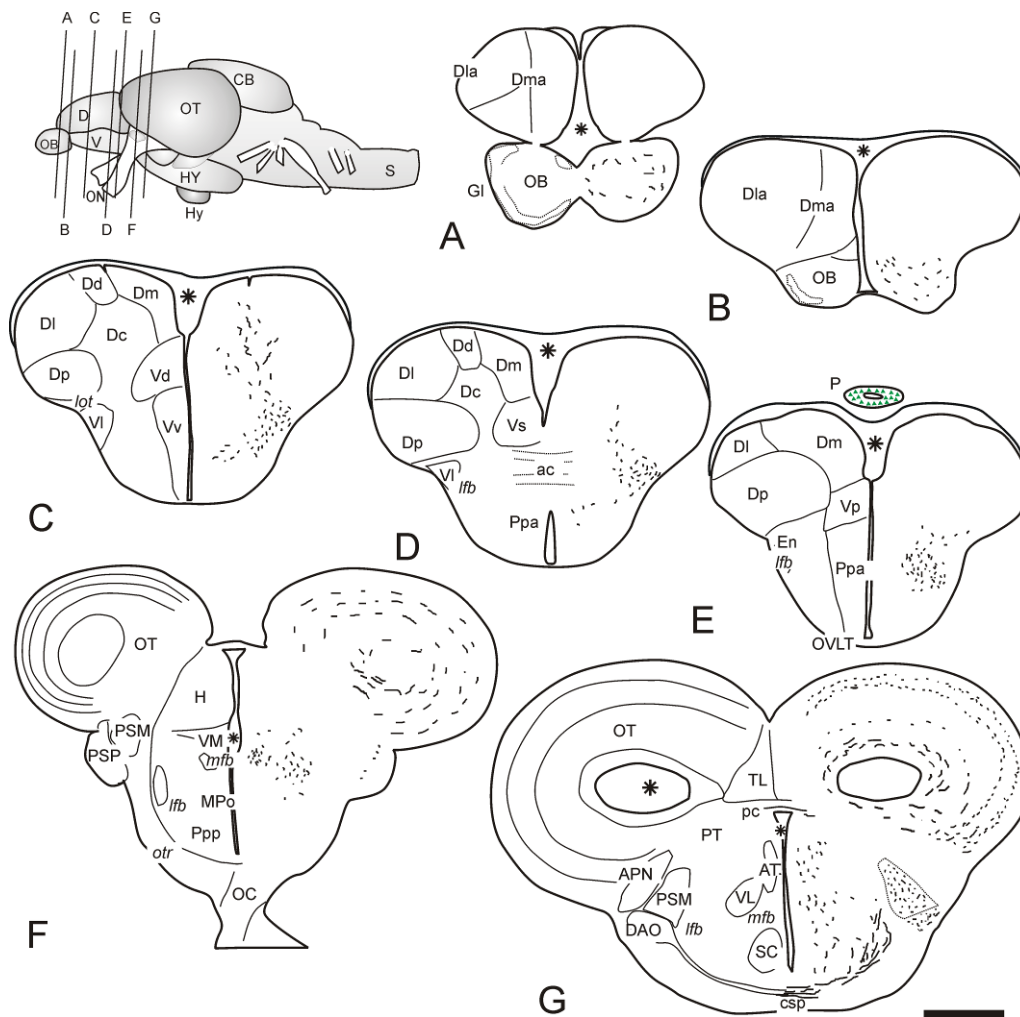 A C E G
CB
OT
D
OB V
HY
S
ON
Hy
B D F
Dla Dma
*
OB
Gl
A
*
Dla
Dma
OB
B
Dd Dm *
Dl
Dc
Dp Vd
lot
Vl Vv
C
Dd *
Dl Dm
Dc
Vs
Dp
Vl lfb ac
Ppa
D
P
Dl Dm *
Dp
Vp
En
lfb Ppa
E
OVLT
OT
H
PSM
VM *
PSP mfb
lfb MPo
Ppp
otr
OC
F
OT
* TL
pc
PT *
APN AT
PSM VL
mfb
DAO lfb
SC
G csp